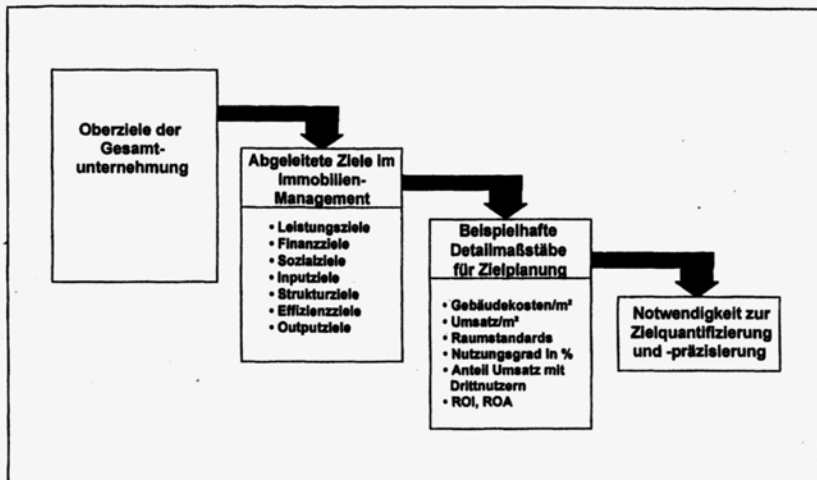 Oberziele der
Gesamt-
unternehmung
Abgeleitete Ziele im
Immobilien-
Management
• Leistungsziele
• Finanzziele
• Sozialziele
• Inputziele
• Strukturziele
• Effizienzziele
• Outputziele
Beispielhafte
Detailmaßstäbe
für Zielplanung
• Gebäudekosten/m²
• Umsatz/m²
• Raumstandards
• Nutzungsgrad in %
• Anteil Umsatz mit
Drittnutzern
• ROI, ROA
Notwendigkeit zur
Zielquantifizierung
und -präzisierung